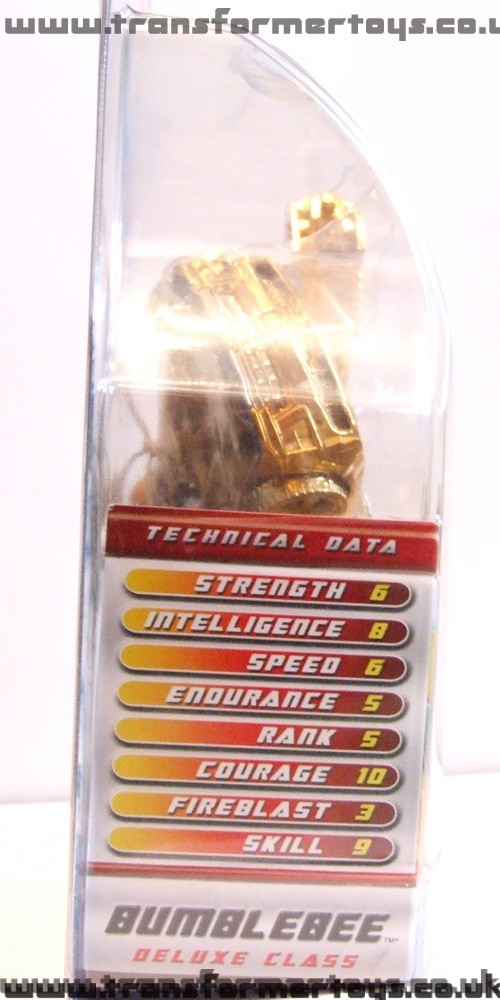 www.transformertoys.co.u
TECHNICAL DATA
STRENGTH 6
INTELLIGENCE 8
SPEED 6
ENDURANCE 5
RANK 5
COURAGE 10
FIREBLAST 3
SKILL 9
BUMBLEBEE TM
DELUXE CLASS
www.transformertoys.co.uk